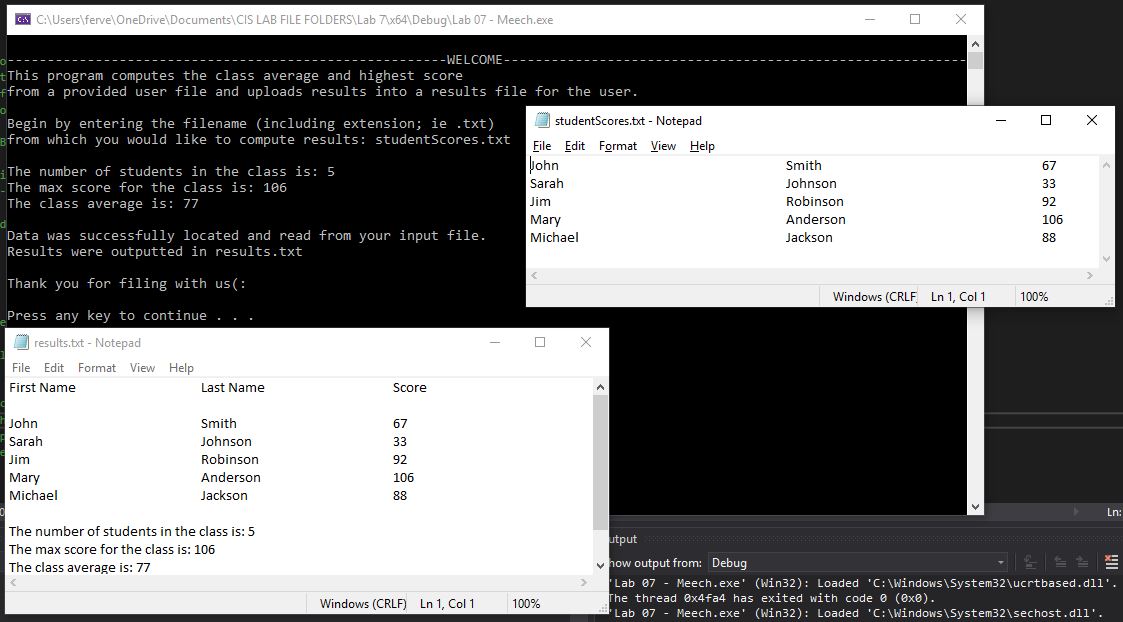 C:\Users\ferve\OneDrive\Documents\CIS LAB FILE FOLDERS\Lab 7\x64\Debug\Lab 07 - Meech.exe
-------------------------------------------------------WELCOME----------------------------------------------------------
This program computes the class average and highest score
from a provided user file and uploads results into a results file for the user.
Begin by entering the filename (including extension; ie .txt)
from which you would like to compute results: studentScores.txt
The number of students in the class is: 5
The max score for the class is: 106
The class average is: 77
Data was successfully located and read from your input file.
Results were outputted in results.txt
Thank you for filing with us(:
Press any key to continue . . .
studentScores.txt - Notepad
File Edit Format View Help
John Smith 67
Sarah Johnson 33
Jim Robinson 92
Mary Anderson 106
Michael Jackson 88
Windows (CRLF Ln 1, Col 1 100%
results.txt - Notepad
File Edit Format View Help
First Name Last Name Score
John Smith 67
Sarah Johnson 33
Jim Robinson 92
Mary Anderson 106
Michael Jackson 88
The number of students in the class is: 5
The max score for the class is: 106
The class average is: 77
Windows (CRLF) Ln 1, Col 1 100%
Ln:
utput
how output from: Debug
'Lab 07 - Meech.exe' (Win32): Loaded 'C:\Windows\System32\ucrtbased.dll'.
The thread 0x4fa4 has exited with code 0 (0x0).
'Lab 07 - Meech.exe' (Win32): Loaded 'C:\Windows\System32\sechost.dll'.